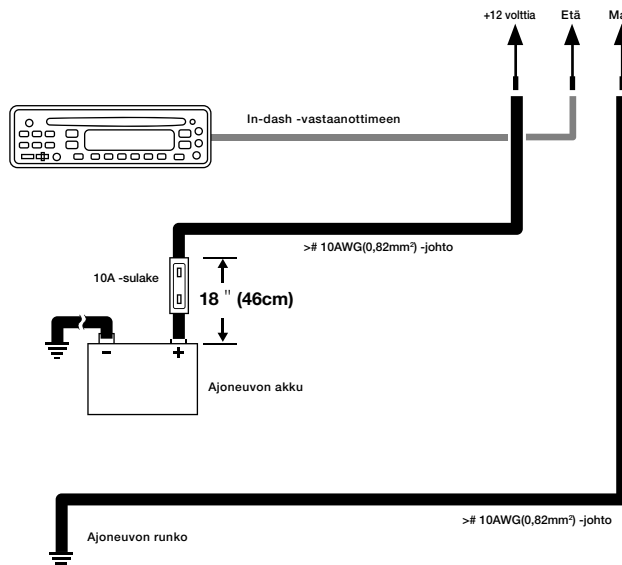 +12 volttia Etä Ma
In-dash -vastaanottimeen
># 10AWG(0,82mm²) -johto
10A -sulake
18 " (46cm)
− +
Ajoneuvon akku
># 10AWG(0,82mm²) -johto
Ajoneuvon runko